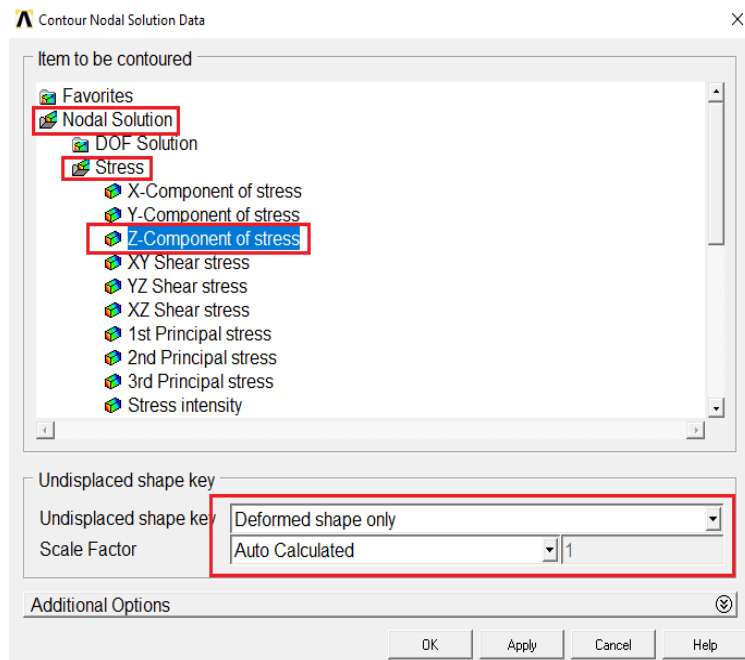 Contour Nodal Solution Data
Item to be contoured
Favorites
Nodal Solution
DOF Solution
Stress
X-Component of stress
Y-Component of stress
Z-Component of stress
XY Shear stress
YZ Shear stress
XZ Shear stress
1st Principal stress
2nd Principal stress
3rd Principal stress
Stress intensity
Undisplaced shape key
Undisplaced shape key Deformed shape only
Scale Factor Auto Calculated 1
Additional Options
OK Apply Cancel Help